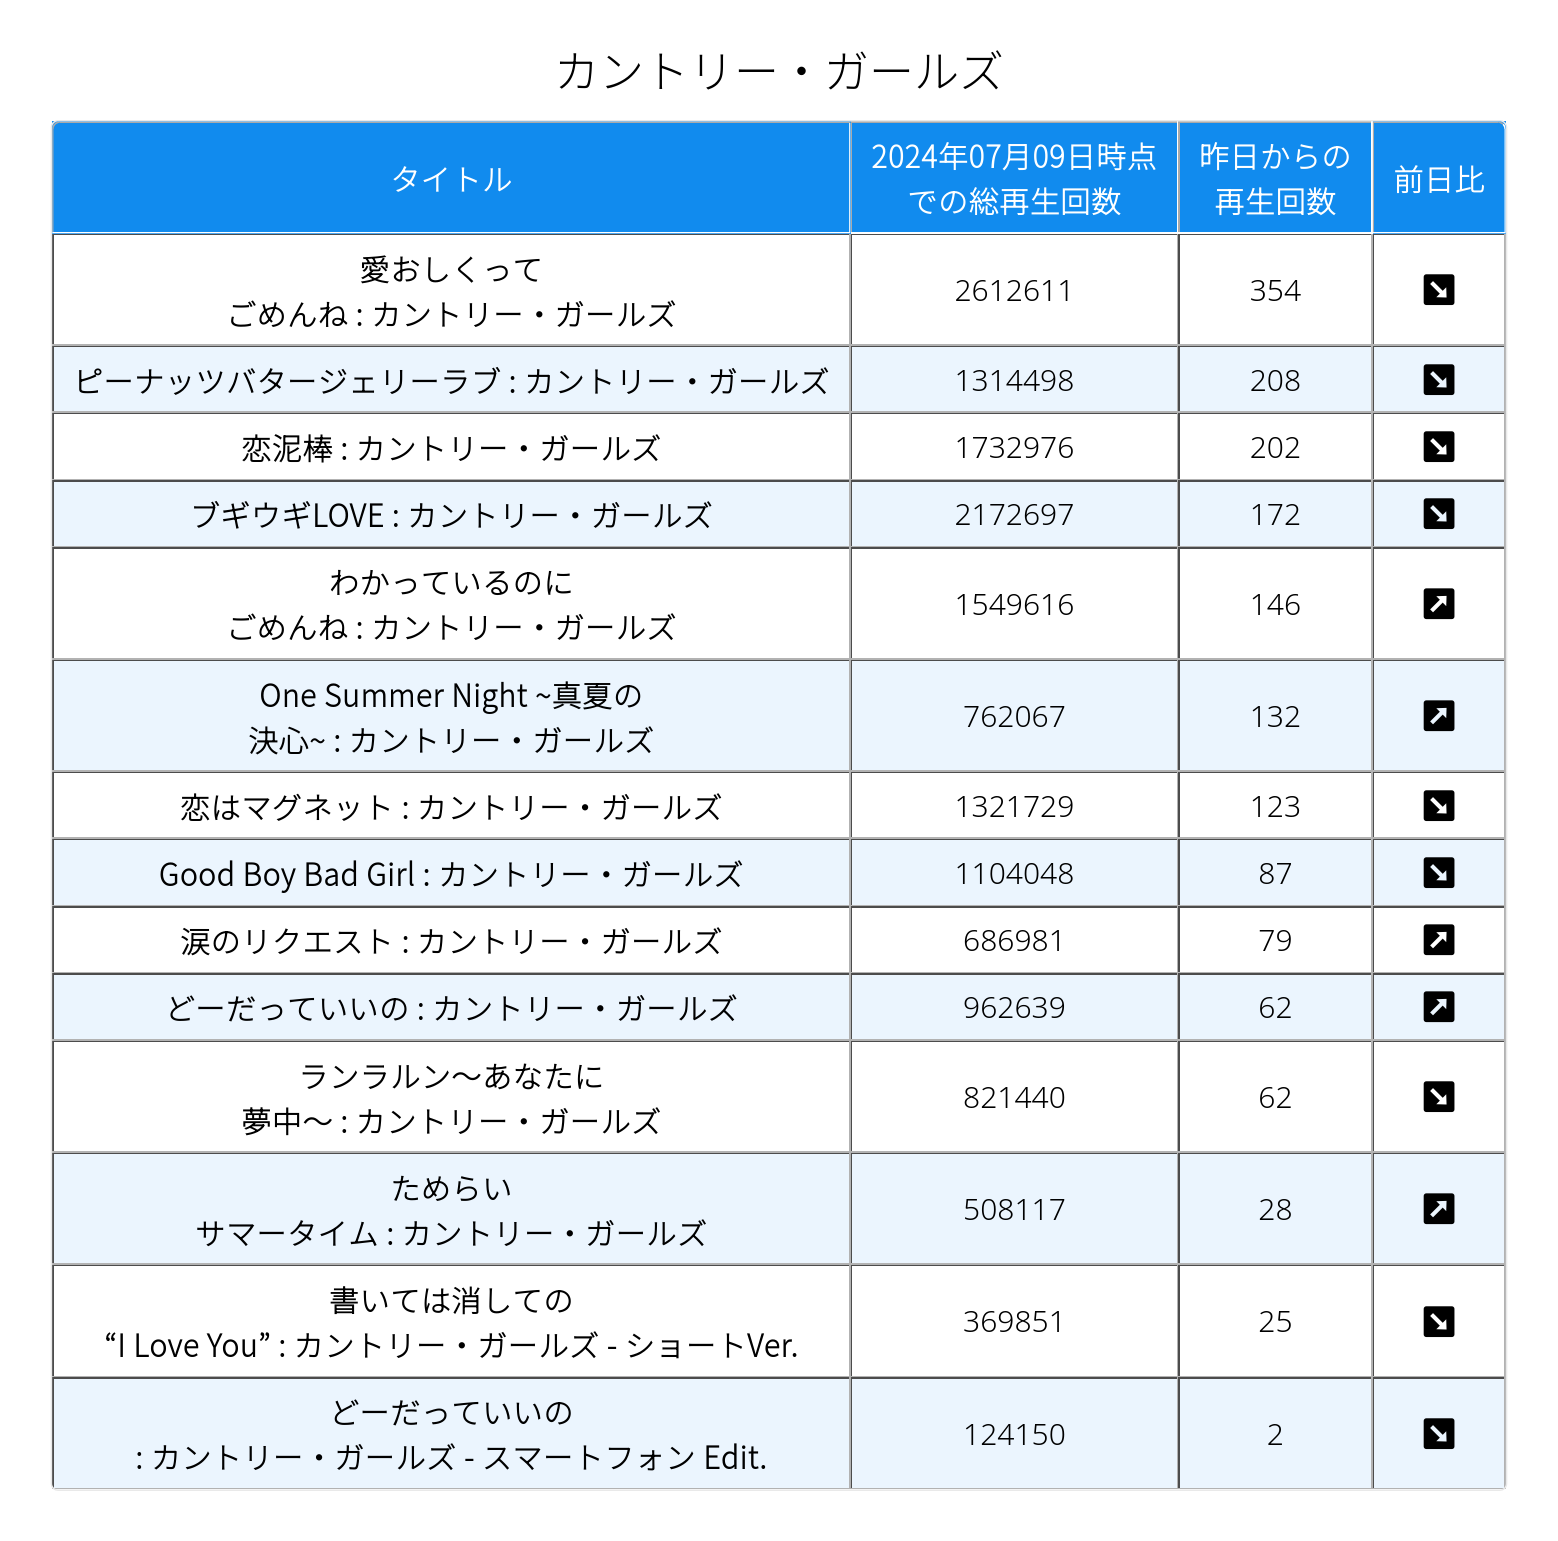 カントリー・ガールズ
タイトル
2024年07月09日時点
での総再生回数
昨日からの
再生回数
前日比
愛おしくって
ごめんね : カントリー・ガールズ
2612611
354
↘
ピーナッツバタージェリーラブ : カントリー・ガールズ
1314498
208
↘
恋泥棒 : カントリー・ガールズ
1732976
202
↘
ブギウギLOVE : カントリー・ガールズ
2172697
172
↘
わかっているのに
ごめんね : カントリー・ガールズ
1549616
146
↗
One Summer Night ~真夏の
決心~ : カントリー・ガールズ
762067
132
↗
恋はマグネット : カントリー・ガールズ
1321729
123
↘
Good Boy Bad Girl : カントリー・ガールズ
1104048
87
↘
涙のリクエスト : カントリー・ガールズ
686981
79
↗
どーだっていいの : カントリー・ガールズ
962639
62
↗
ランラルン～あなたに
夢中～ : カントリー・ガールズ
821440
62
↘
ためらい
サマータイム : カントリー・ガールズ
508117
28
↗
書いては消しての
“I Love You” : カントリー・ガールズ - ショートVer.
369851
25
↘
どーだっていいの
: カントリー・ガールズ - スマートフォン Edit.
124150
2
↘